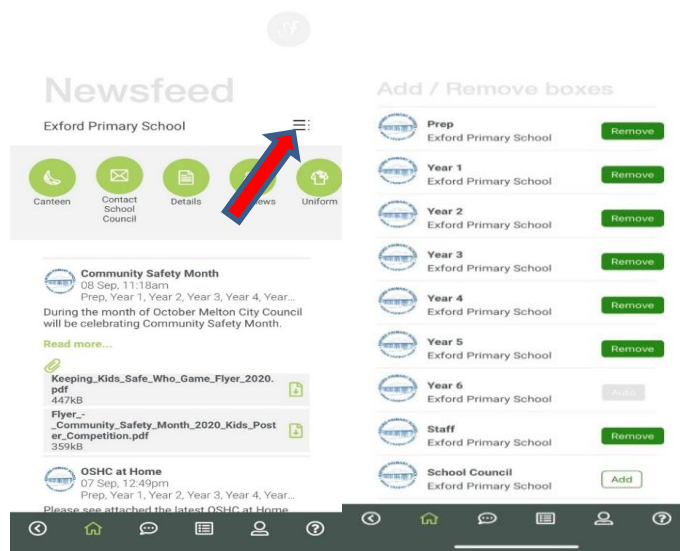 Newsfeed
Exford Primary School
Canteen
Contact
School
Council
Details
ews
Uniform
Community Safety Month
08 Sep, 11:18am
Prep, Year 1, Year 2, Year 3, Year 4, Year...
During the month of October Melton City Council
will be celebrating Community Safety Month.
Read more...
Keeping_Kids_Safe_Who_Game_Flyer_2020.
pdf
447kB
Flyer_-
_Community_Safety_Month_2020_Kids_Post
er_Competition.pdf
359kB
OSHC at Home
07 Sep, 12:49pm
Prep, Year 1, Year 2, Year 3, Year 4, Year...
Please see attached the latest OSHC at Home
Add / Remove boxes
Prep
Exford Primary School
Remove
Year 1
Exford Primary School
Remove
Year 2
Exford Primary School
Remove
Year 3
Exford Primary School
Remove
Year 4
Exford Primary School
Remove
Year 5
Exford Primary School
Remove
Year 6
Exford Primary School
Auto
Staff
Exford Primary School
Remove
School Council
Exford Primary School
Add